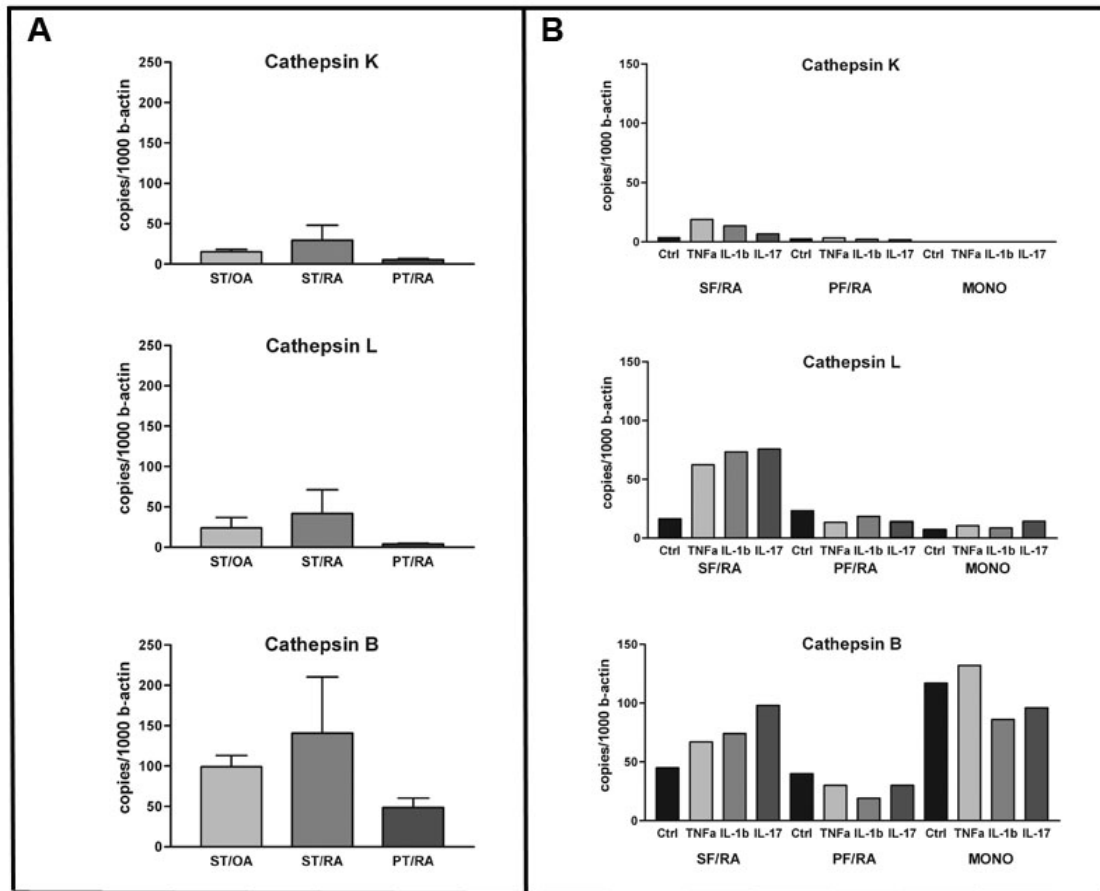 A
Cathepsin K
copies/1000 b-actin
250
200
150
100
50
0
ST/OA ST/RA PT/RA
Cathepsin L
copies/1000 b-actin
250
200
150
100
50
0
ST/OA ST/RA PT/RA
Cathepsin B
copies/1000 b-actin
250
200
150
100
50
0
ST/OA ST/RA PT/RA
B
Cathepsin K
copies/1000 b-actin
150
100
50
0
Ctrl TNFa IL-1b IL-17 Ctrl TNFa IL-1b IL-17 Ctrl TNFa IL-1b IL-17
SF/RA PF/RA MONO
Cathepsin L
copies/1000 b-actin
150
100
50
0
Ctrl TNFa IL-1b IL-17 Ctrl TNFa IL-1b IL-17 Ctrl TNFa IL-1b IL-17
SF/RA PF/RA MONO
Cathepsin B
copies/1000 b-actin
150
100
50
0
Ctrl TNFa IL-1b IL-17 Ctrl TNFa IL-1b IL-17 Ctrl TNFa IL-1b IL-17
SF/RA PF/RA MONO